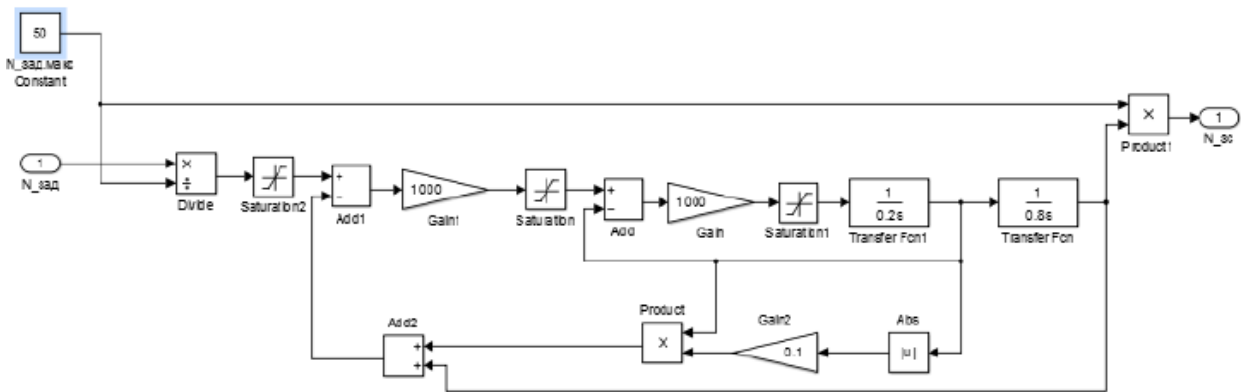 50
N_зад.макс
Constant
×
1
Product1
N_эс
1
N_зад
×
÷
Divide
Saturation2
+
−
Add1
1000
Gain1
Saturation
+
−
Add
1000
Gain
Saturation1
1
0.2s
Transfer Fcn1
1
0.8s
Transfer Fcn
Product
×
Gain2
0.1
Abs
|u|
Add2
+
+